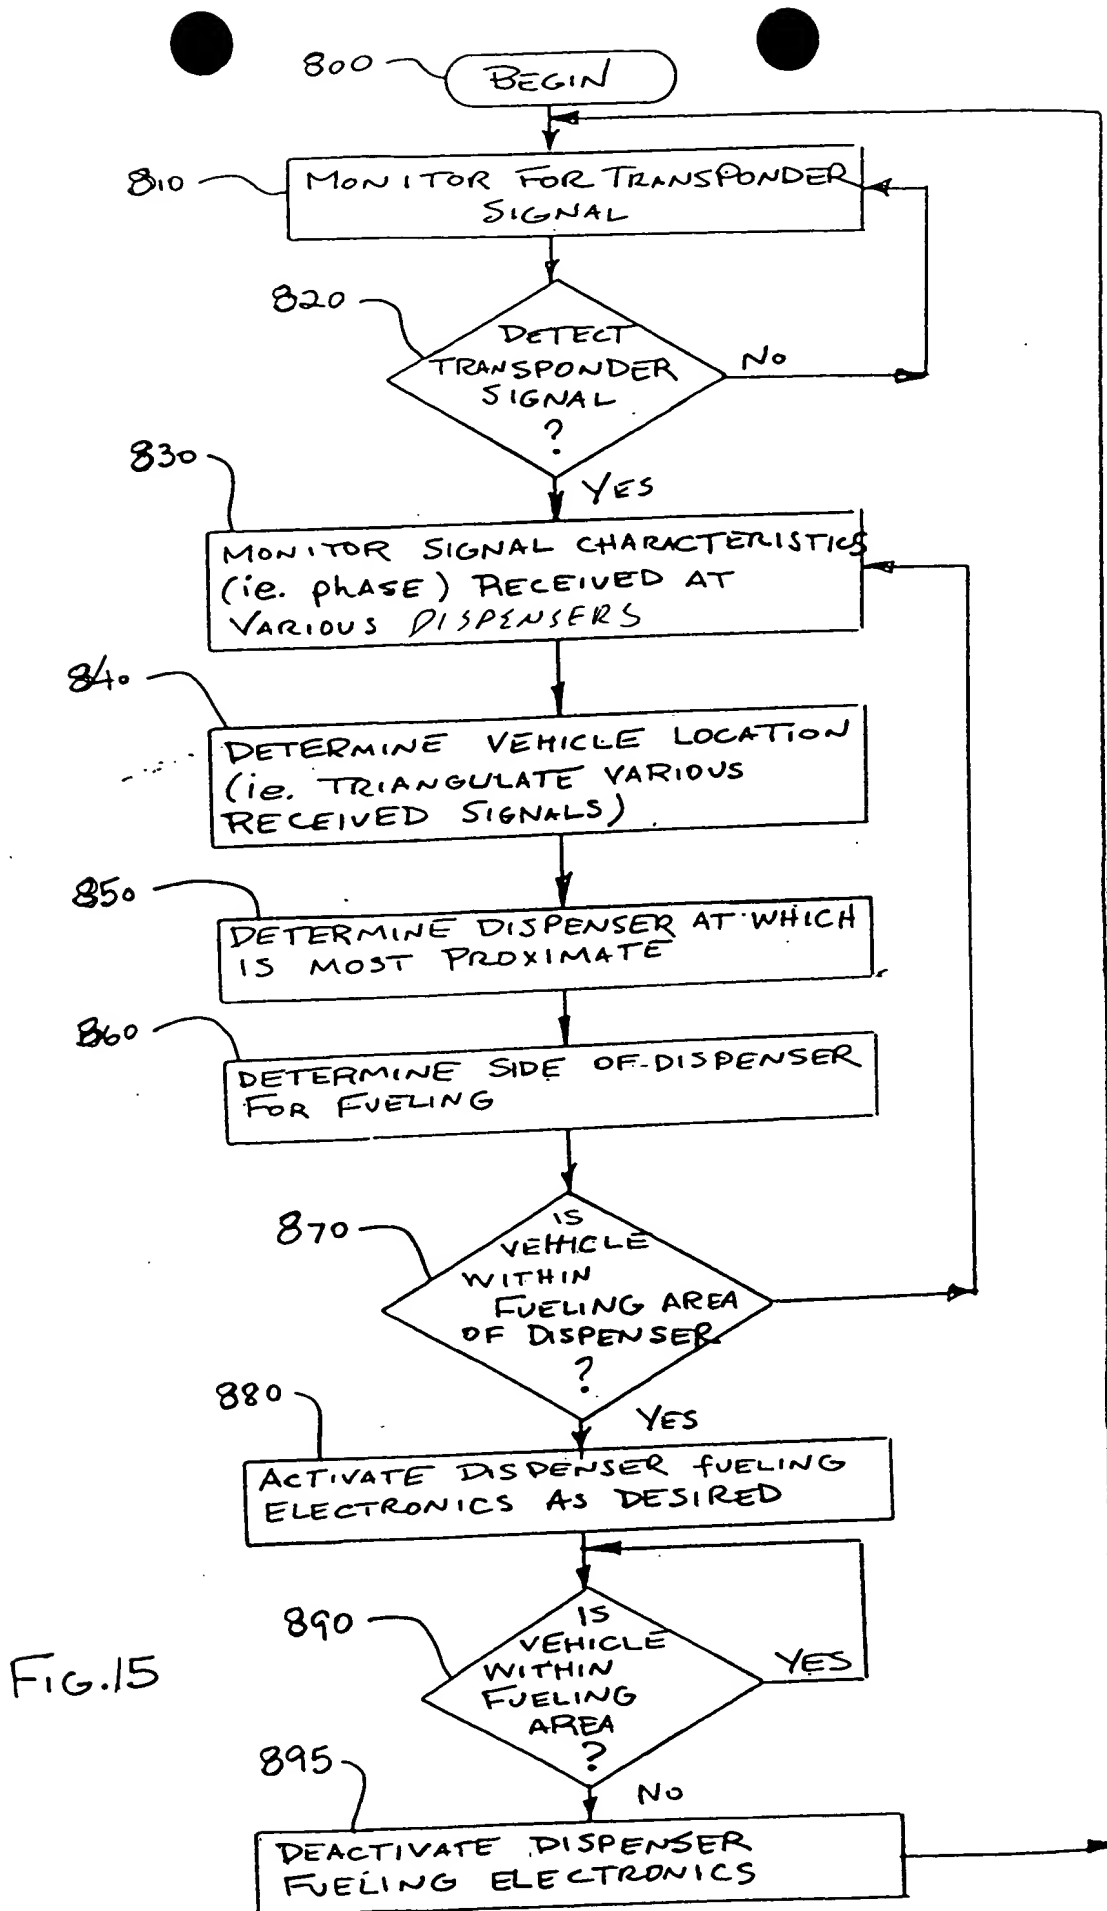 800
BEGIN
810
MONITOR FOR TRANSPONDER
SIGNAL
820
DETECT
TRANSPONDER
SIGNAL
?
NO
830
YES
MONITOR SIGNAL CHARACTERISTICS
(ie. phASE) RECEIVED AT
VARIOUS DISPENSERS
840
DETERMINE VEHICLE LOCATION
(ie. TRIANGULATE VARIOUS
RECEIVED SIGNALS)
850
DETERMINE DISPENSER AT WHICH
IS MOST PROXIMATE
860
DETERMINE SIDE OF DISPENSER
FOR FUELING
870
IS
VEHICLE
WITHIN
FUELING AREA
OF DISPENSER
?
880
YES
ACTIVATE DISPENSER fUELING
ELECTRONICS AS DESIRED
890
IS
VEHICLE
WITHIN
FUELING
AREA
?
YES
FIG.15
895
NO
DEACTIVATE DISPENSER
FUELING ELECTRONICS